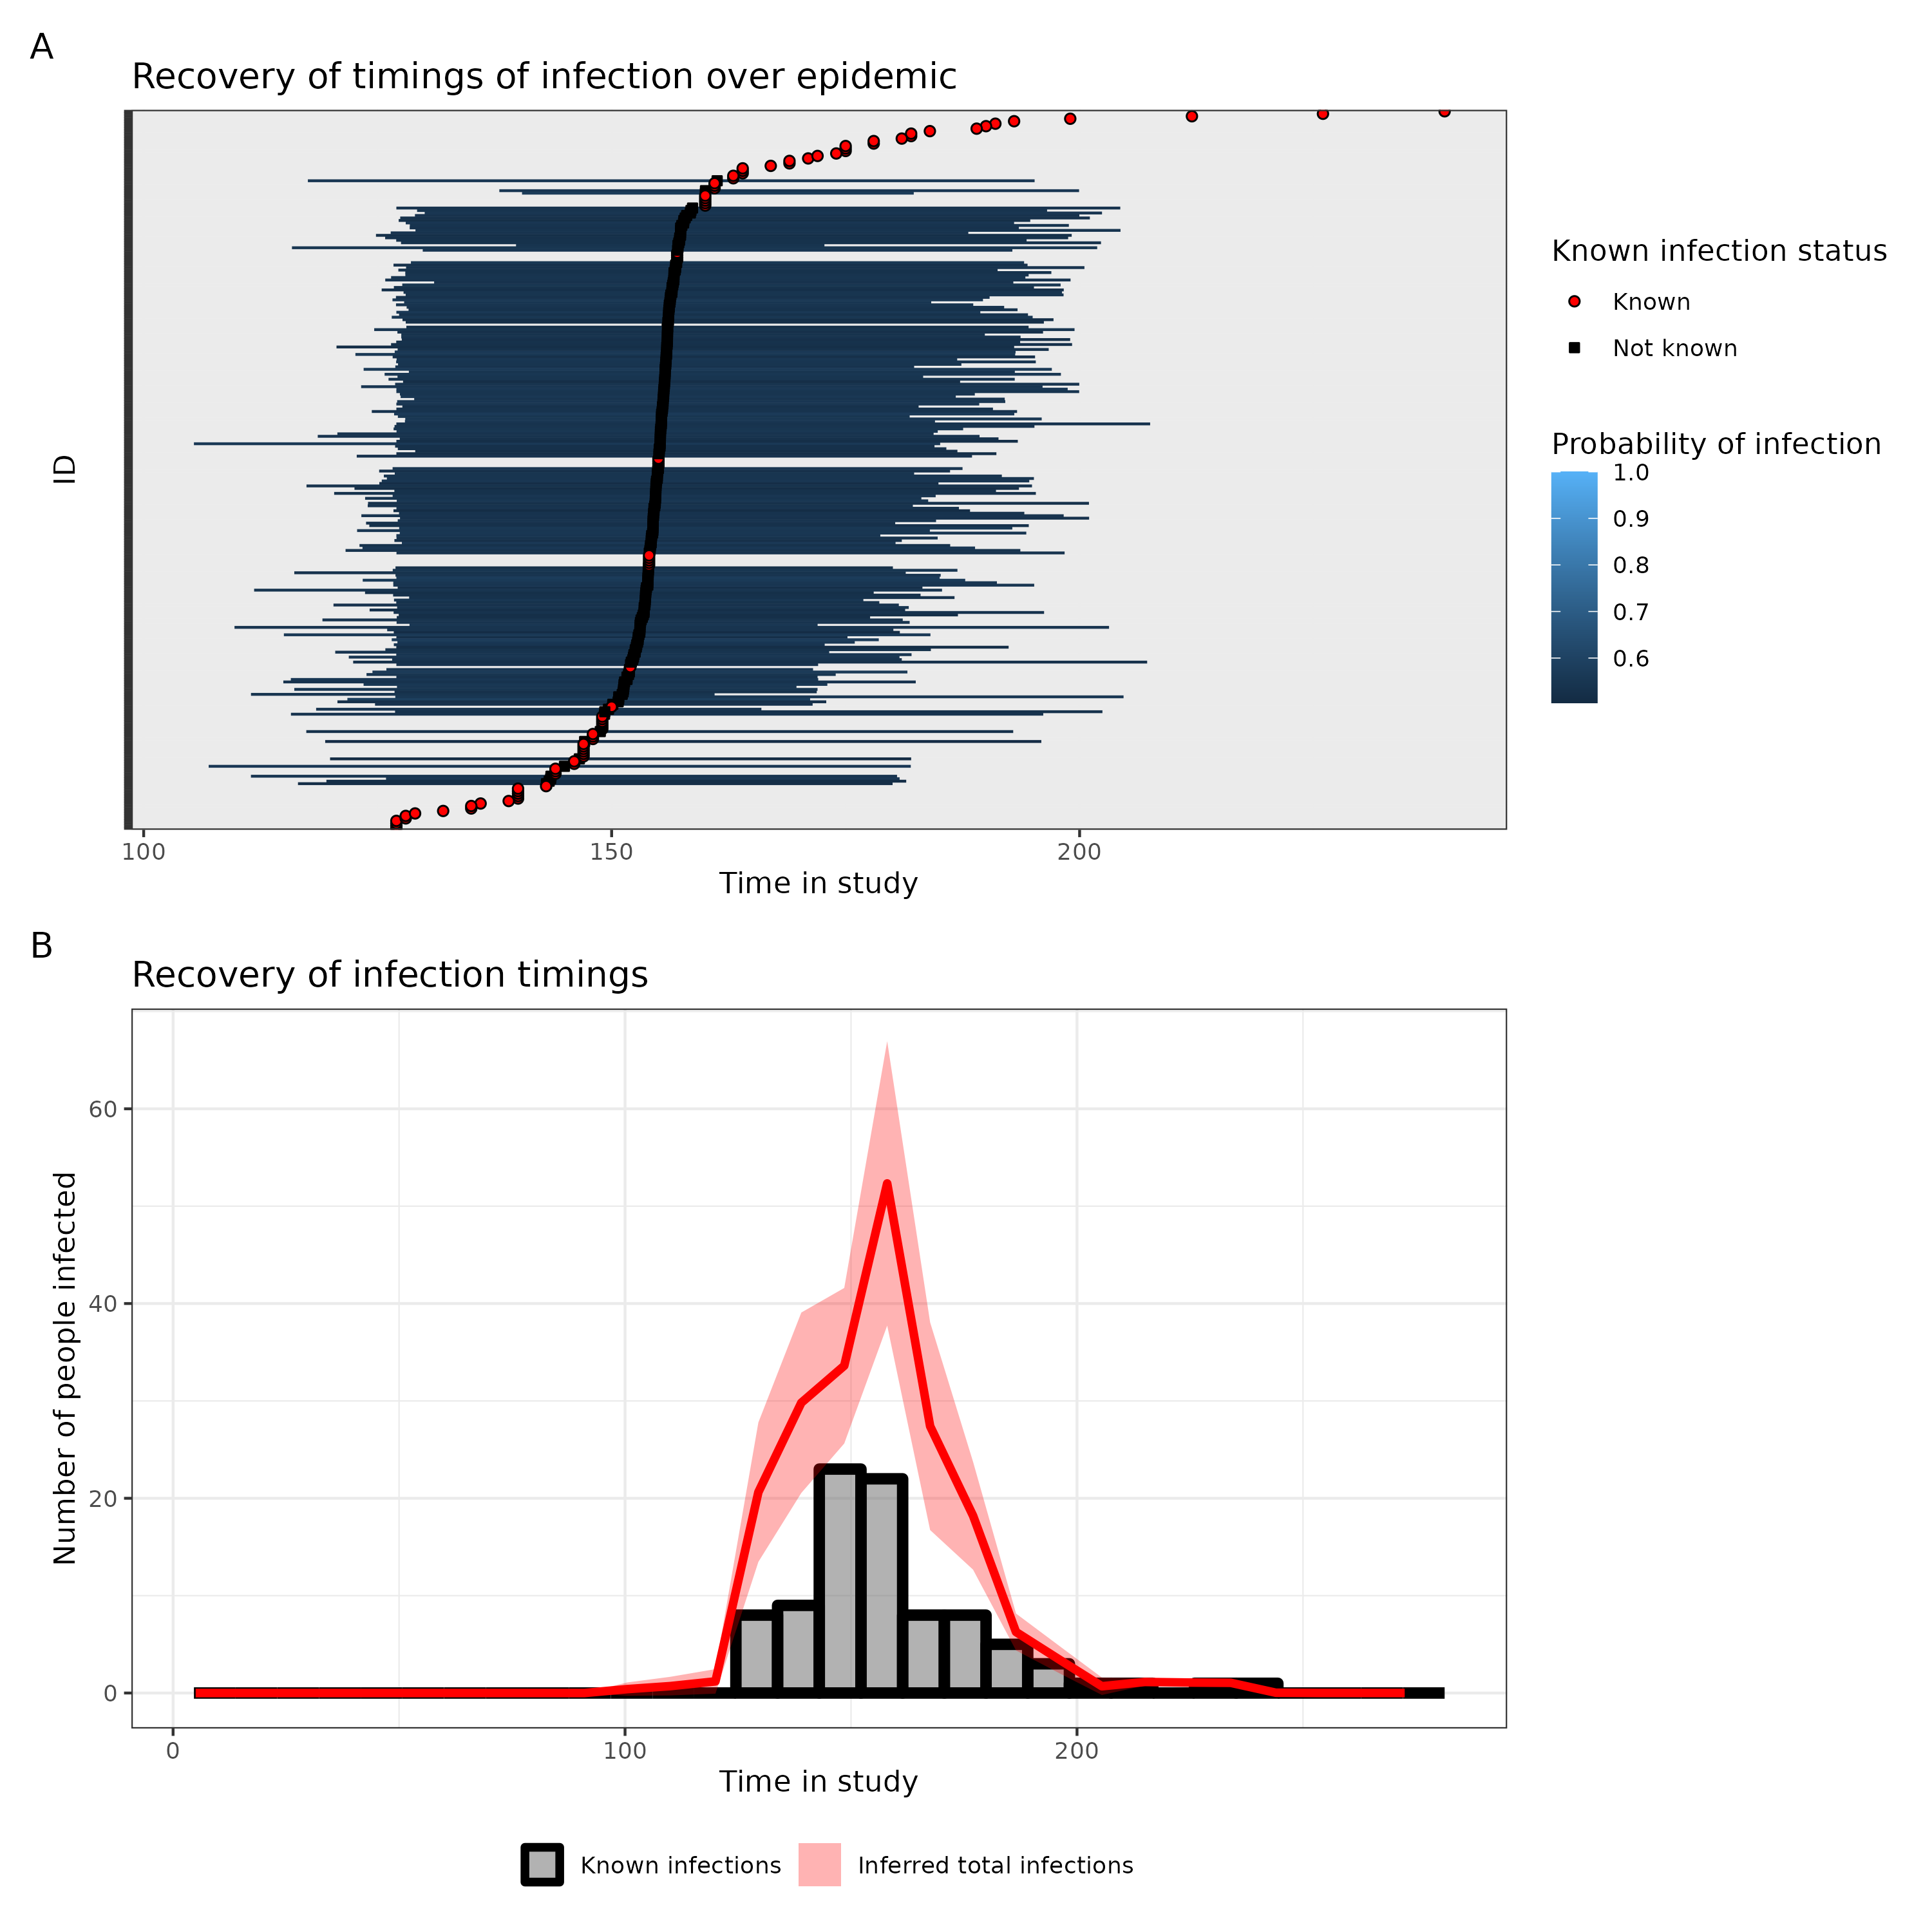 A
Recovery of timings of infection over epidemic
ID
100 150 200
Time in study
Known infection status
Known
Not known
Probability of infection
1.0
0.9
0.8
0.7
0.6
B
Recovery of infection timings
Number of people infected
60
40
20
0
0 100 200
Time in study
Known infections Inferred total infections